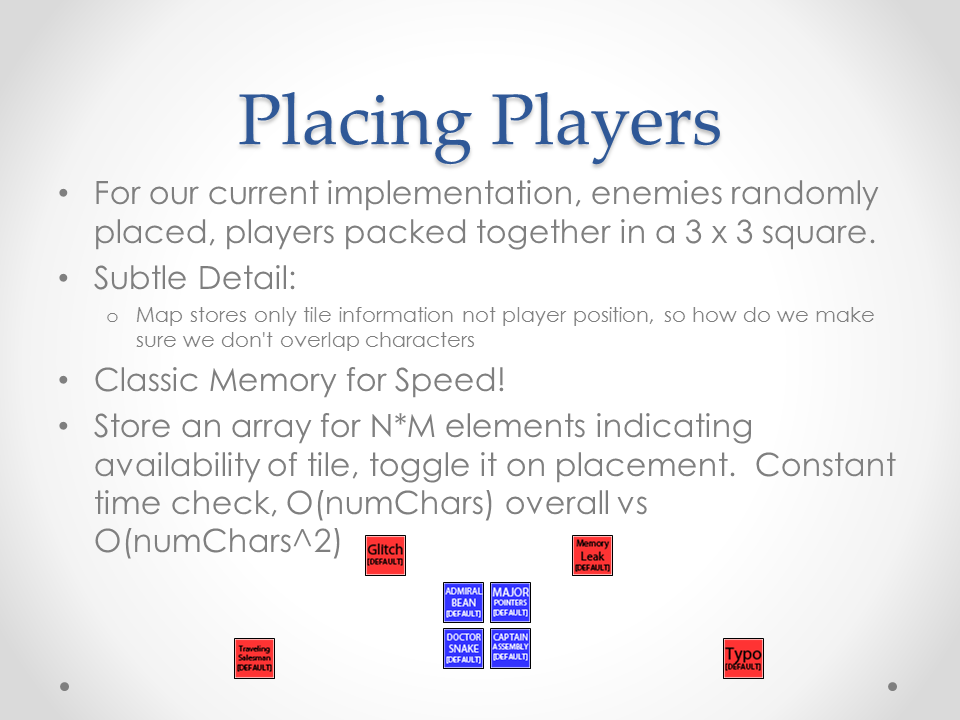 Placing Players
• For our current implementation, enemies randomly
placed, players packed together in a 3 x 3 square.
• Subtle Detail:
o Map stores only tile information not player position, so how do we make
sure we don't overlap characters
• Classic Memory for Speed!
• Store an array for N*M elements indicating
availability of tile, toggle it on placement.  Constant
time check, O(numChars) overall vs
O(numChars^2)
Glitch
[DEFAULT]
Memory
Leak
[DEFAULT]
ADMIRAL
BEAN
[DEFAULT]
MAJOR
POINTERS
[DEFAULT]
DOCTOR
SNAKE
[DEFAULT]
CAPTAIN
ASSEMBLY
[DEFAULT]
Traveling
Salesman
[DEFAULT]
Typo
[DEFAULT]